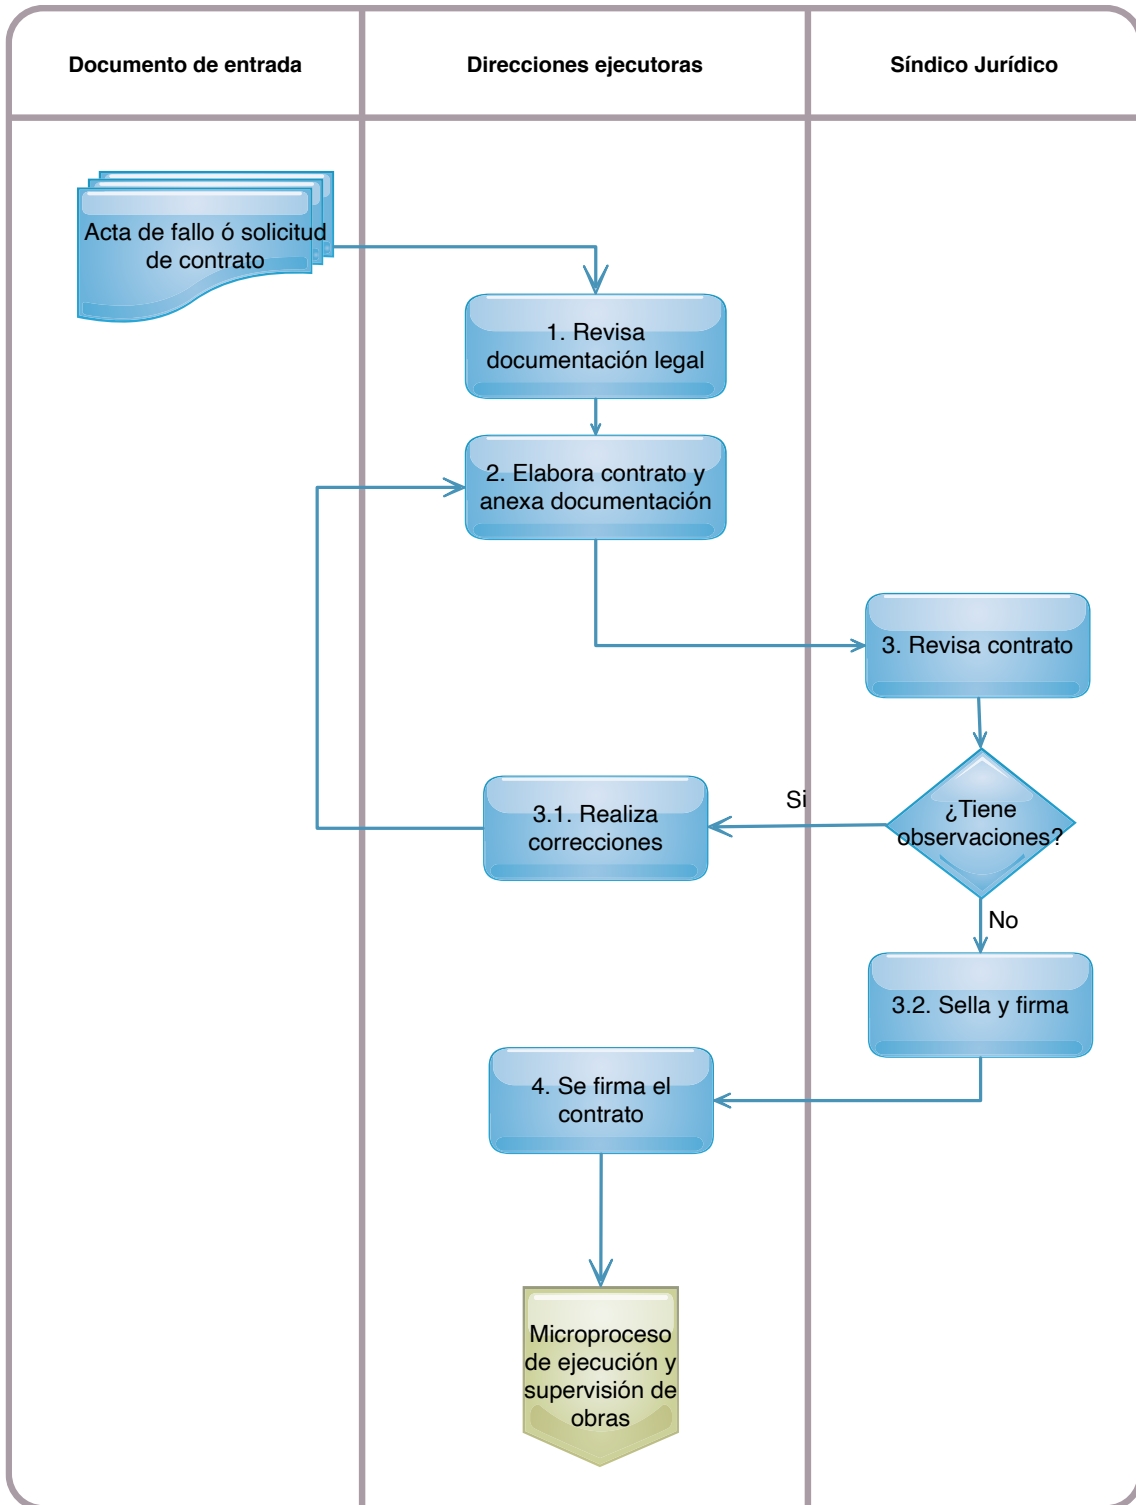 Documento de entrada
Direcciones ejecutoras
Síndico Jurídico
Acta de fallo ó solicitud
de contrato
1. Revisa
documentación legal
2. Elabora contrato y
anexa documentación
3. Revisa contrato
¿Tiene
observaciones?
Si
3.1. Realiza
correcciones
No
3.2. Sella y firma
4. Se firma el
contrato
Microproceso
de ejecución y
supervisión de
obras